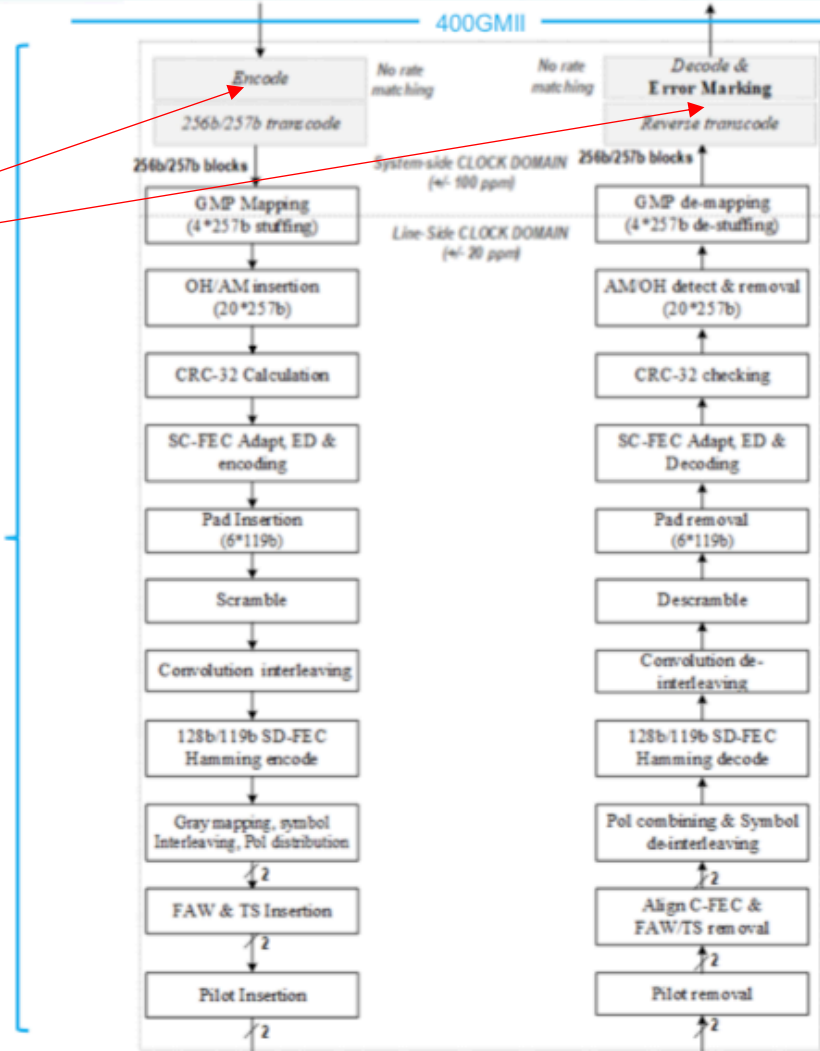 400GMII
Encode
256b/257b transcode
No rate
matching
256b/257b blocks
System-side CLOCK DOMAIN
(+/- 100 ppm)
GMP Mapping
(4*257b stuffing)
Line-Side CLOCK DOMAIN
(+/- 20 ppm)
OH/AM insertion
(20*257b)
CRC-32 Calculation
SC-FEC Adapt, ED &
encoding
Pad Insertion
(6*119b)
Scramble
Convolution interleaving
128b/119b SD-FEC
Hamming encode
Gray mapping, symbol
Interleaving, Pol distribution
2
FAW & TS Insertion
2
Pilot Insertion
2
No rate
matching
Decode &
Error Marking
Reverse transcode
256b/257b blocks
GMP de-mapping
(4*257b de-stuffing)
AM/OH detect & removal
(20*257b)
CRC-32 checking
SC-FEC Adapt, ED &
Decoding
Pad removal
(6*119b)
Descramble
Convolution de-
interleaving
128b/119b SD-FEC
Hamming decode
Pol combining & Symbol
de-interleaving
2
Align C-FEC &
FAW/TS removal
2
Pilot removal
2